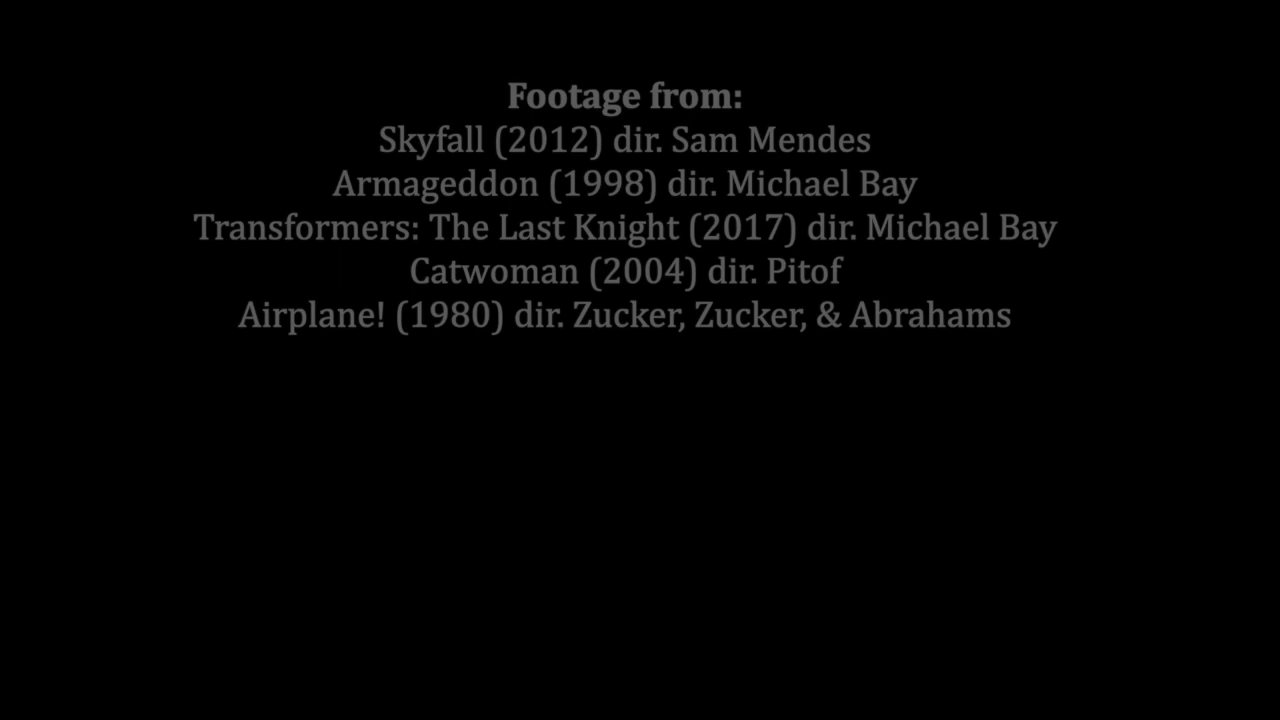 Footage from:
Skyfall (2012) dir. Sam Mendes
Armageddon (1998) dir. Michael Bay
Transformers: The Last Knight (2017) dir. Michael Bay
Catwoman (2004) dir. Pitof
Airplane! (1980) dir. Zucker, Zucker, & Abrahams